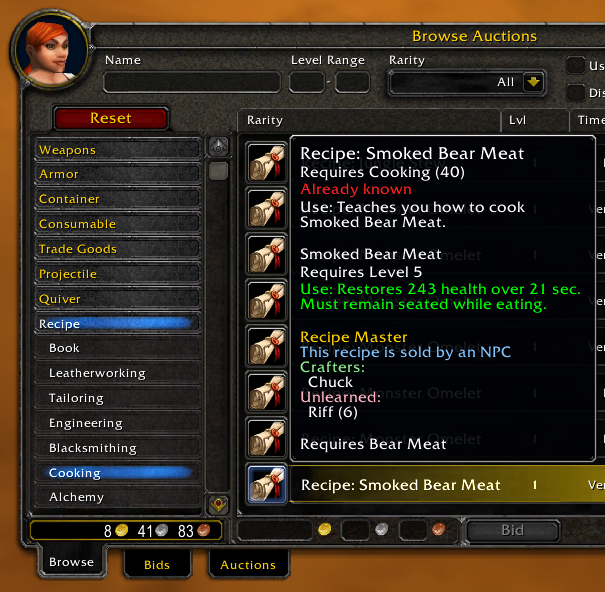 Browse Auctions
Name
Level Range
Rarity
-
All
Us
Dis
Reset
Rarity
Lvl
Time
Weapons
Armor
Container
Consumable
Trade Goods
Projectile
Quiver
Recipe
Book
Leatherworking
Tailoring
Engineering
Blacksmithing
Cooking
Alchemy
Recipe: Smoked Bear Meat
Requires Cooking (40)
Already known
Use: Teaches you how to cook
Smoked Bear Meat.
Smoked Bear Meat
Requires Level 5
Use: Restores 243 health over 21 sec.
Must remain seated while eating.
Recipe Master
This recipe is sold by an NPC
Crafters:
Chuck
Unlearned:
Riff (6)
Requires Bear Meat
Recipe: Smoked Bear Meat 1 Ver
8 41 83
Bid
Browse
Bids
Auctions